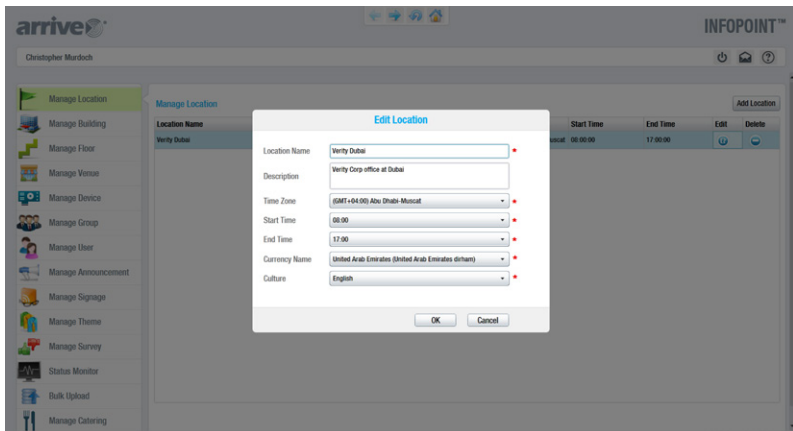 arrive
INFOPOINT™
Christopher Murdoch
Manage Location
Manage Building
Manage Floor
Manage Venue
Manage Device
Manage Group
Manage User
Manage Announcement
Manage Signage
Manage Theme
Manage Survey
Status Monitor
Bulk Upload
Manage Catering
Manage Location
Add Location
Location Name Start Time End Time Edit Delete
Verity Dubai Muscat 08:00:00 17:00:00
Edit Location
Location Name Verity Dubai *
Description Verity Corp office at Dubai
Time Zone (GMT+04:00) Abu Dhabi-Muscat *
Start Time 08:00 *
End Time 17:00 *
Currency Name United Arab Emirates (United Arab Emirates dirham) *
Culture English *
OK Cancel